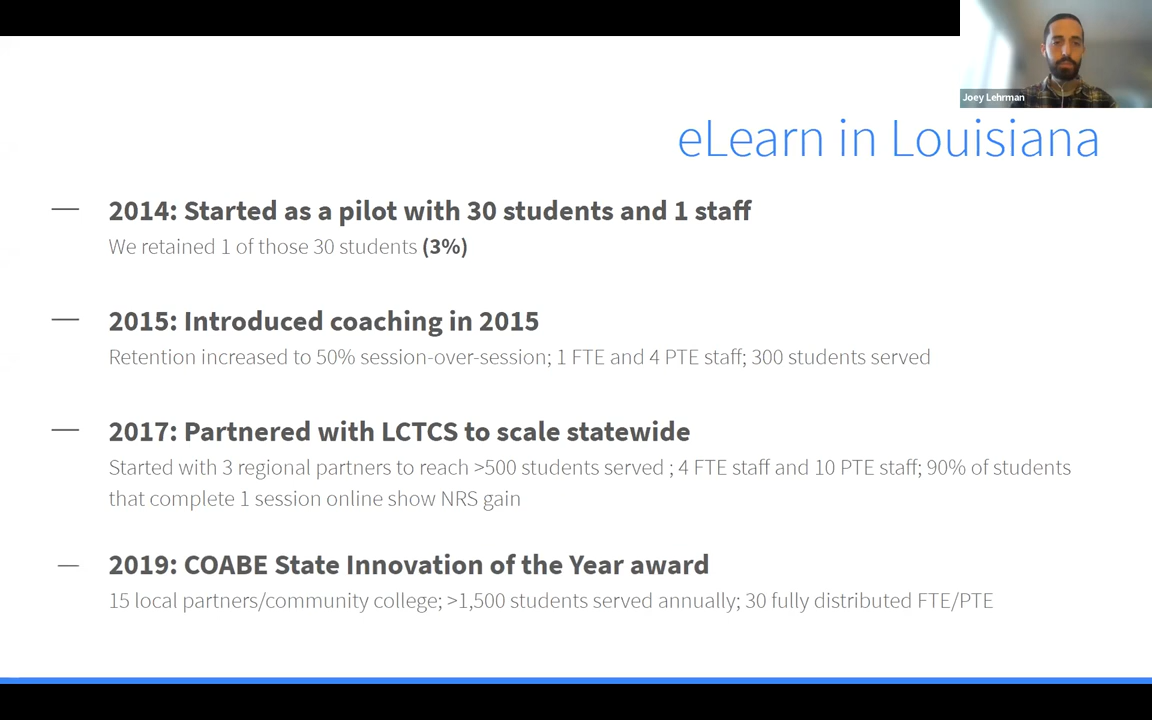 Joey Lehrman
eLearn in Louisiana
— 2014: Started as a pilot with 30 students and 1 staff
We retained 1 of those 30 students (3%)
— 2015: Introduced coaching in 2015
Retention increased to 50% session-over-session; 1 FTE and 4 PTE staff; 300 students served
— 2017: Partnered with LCTCS to scale statewide
Started with 3 regional partners to reach >500 students served ; 4 FTE staff and 10 PTE staff; 90% of students
that complete 1 session online show NRS gain
— 2019: COABE State Innovation of the Year award
15 local partners/community college; >1,500 students served annually; 30 fully distributed FTE/PTE